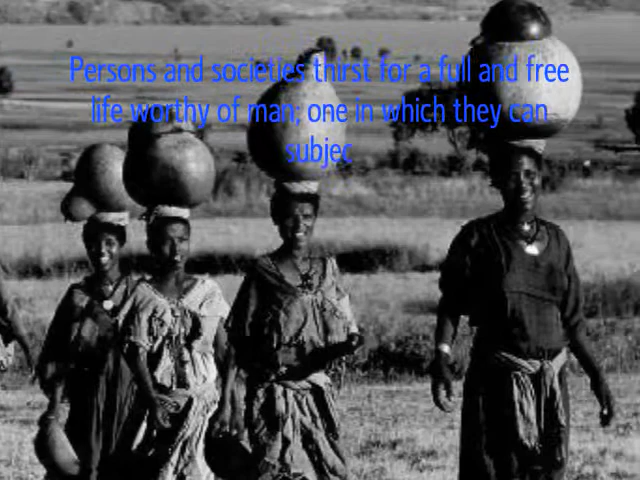 Persons and societies thirst for a full and free
life worthy of man; one in which they can
subjec